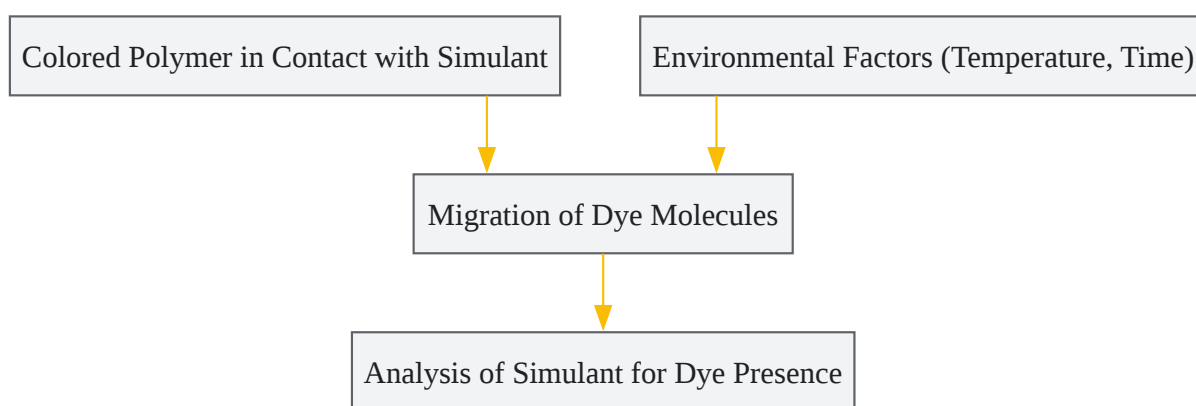 Colored Polymer in Contact with Simulant
Environmental Factors (Temperature, Time)
Migration of Dye Molecules
Analysis of Simulant for Dye Presence